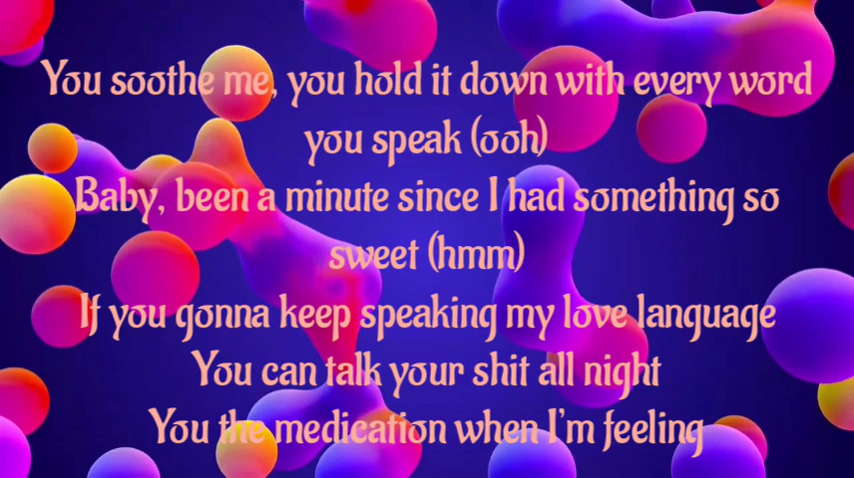 You soothe me, you hold it down with every word
you speak (ooh)
Baby, been a minute since I had something so
sweet (hmm)
If you gonna keep speaking my love language
You can talk your shit all night
You the medication when I'm feeling